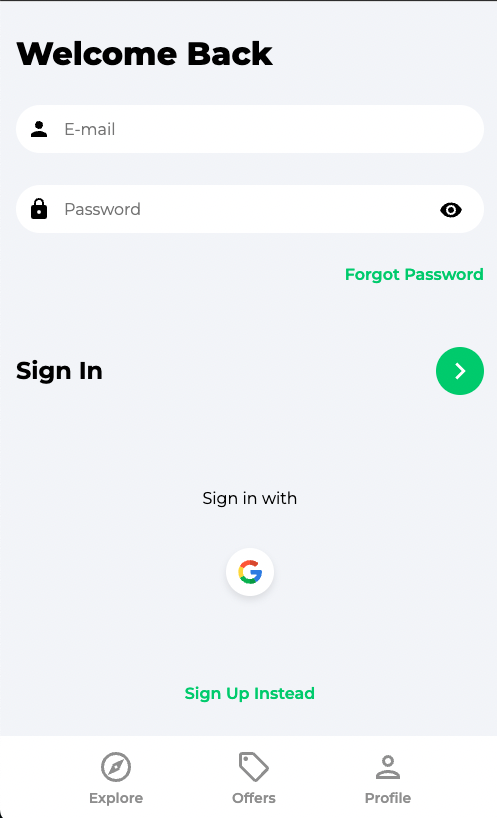 Welcome Back
E-mail
Password
Forgot Password
Sign In
Sign in with
Sign Up Instead
Explore
Offers
Profile